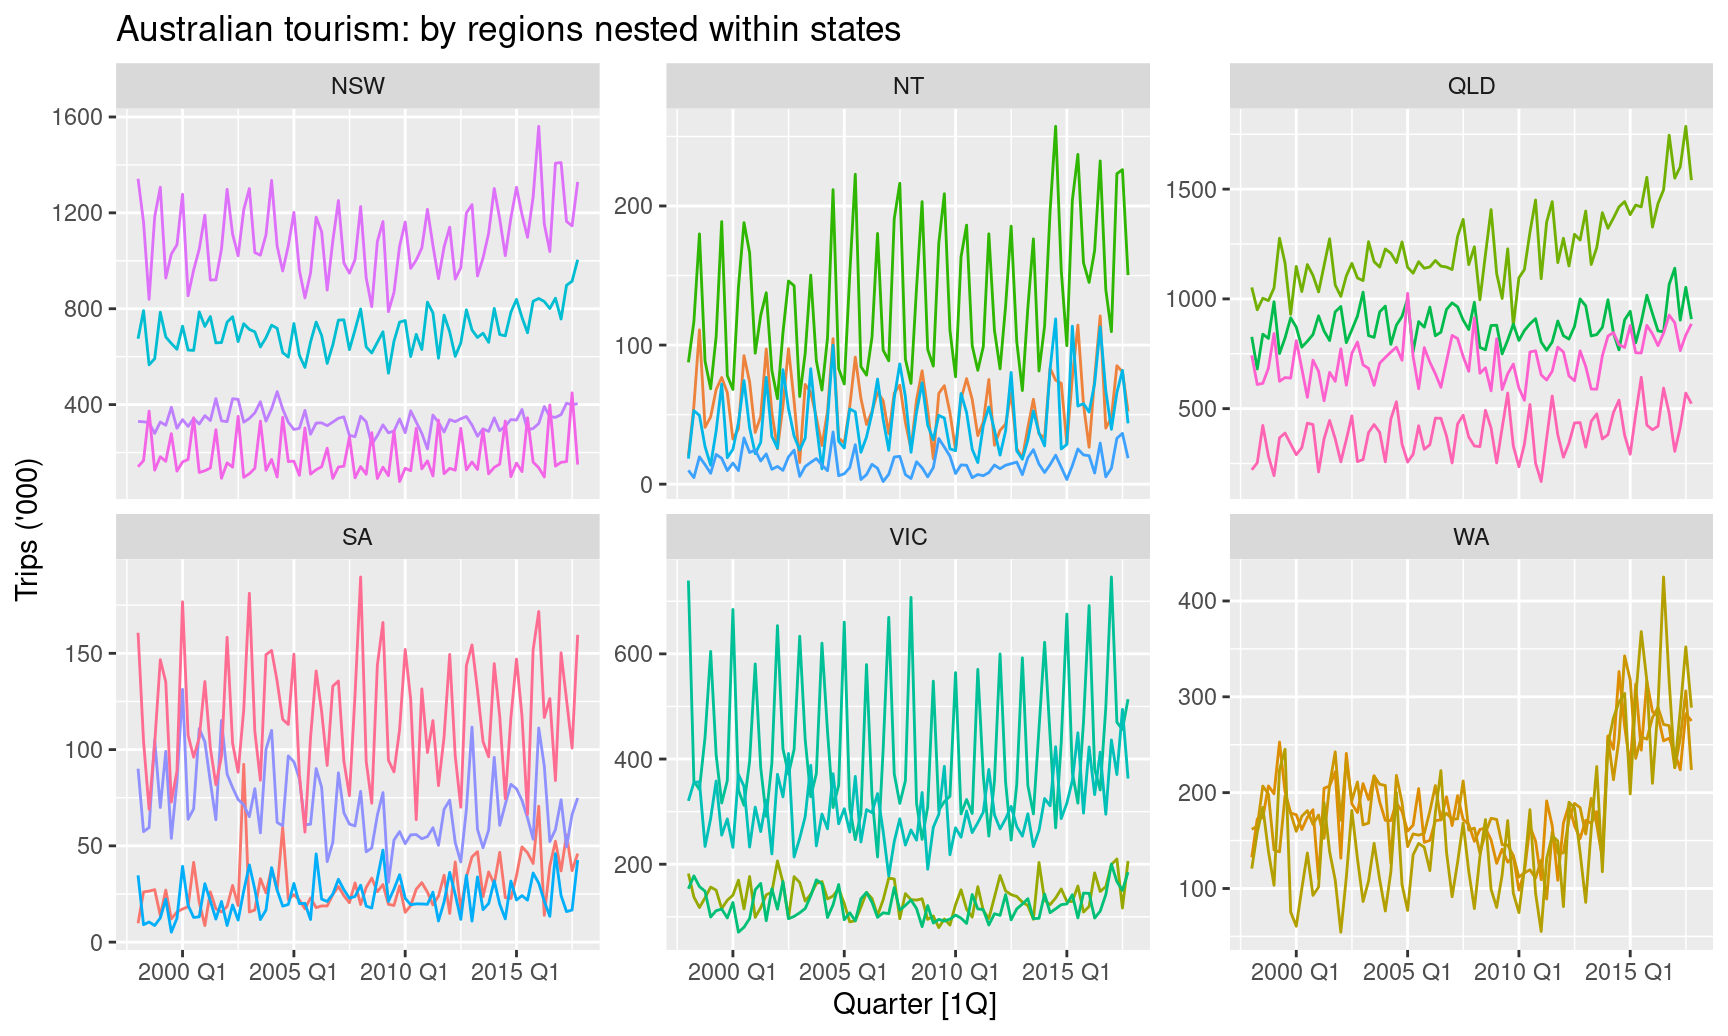 Australian tourism: by regions nested within states
NSW
NT
QLD
1600
1200
800
400
200
100
0
1500
1000
500
SA
VIC
WA
150
100
50
0
600
400
200
400
300
200
100
2000 Q1 2005 Q1 2010 Q1 2015 Q1
2000 Q1 2005 Q1 2010 Q1 2015 Q1
2000 Q1 2005 Q1 2010 Q1 2015 Q1
Trips ('000)
Quarter [1Q]